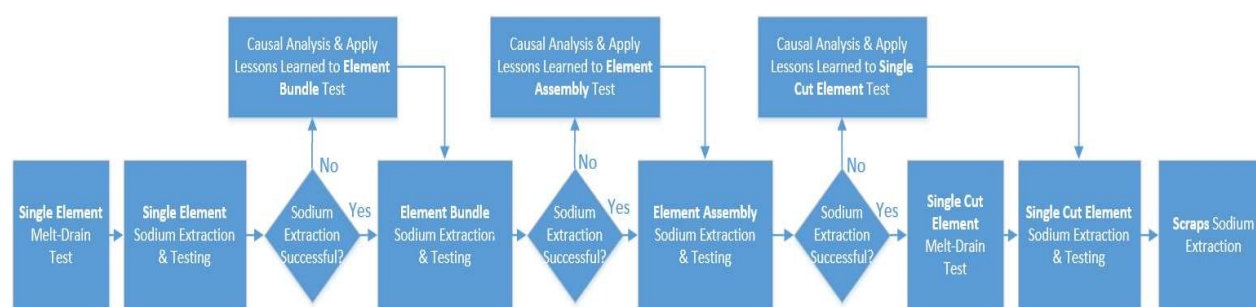 Causal Analysis & Apply
Lessons Learned to Element
Bundle Test
Causal Analysis & Apply
Lessons Learned to Element
Assembly Test
Causal Analysis & Apply
Lessons Learned to Single
Cut Element Test
No
No
No
Single Element
Melt-Drain
Test
Single Element
Sodium Extraction
& Testing
Sodium
Extraction
Successful?
Yes
Element Bundle
Sodium Extraction
& Testing
Sodium
Extraction
Successful?
Yes
Element Assembly
Sodium Extraction
& Testing
Sodium
Extraction
Successful?
Yes
Single Cut
Element
Melt-Drain
Test
Single Cut Element
Sodium Extraction
& Testing
Scraps Sodium
Extraction